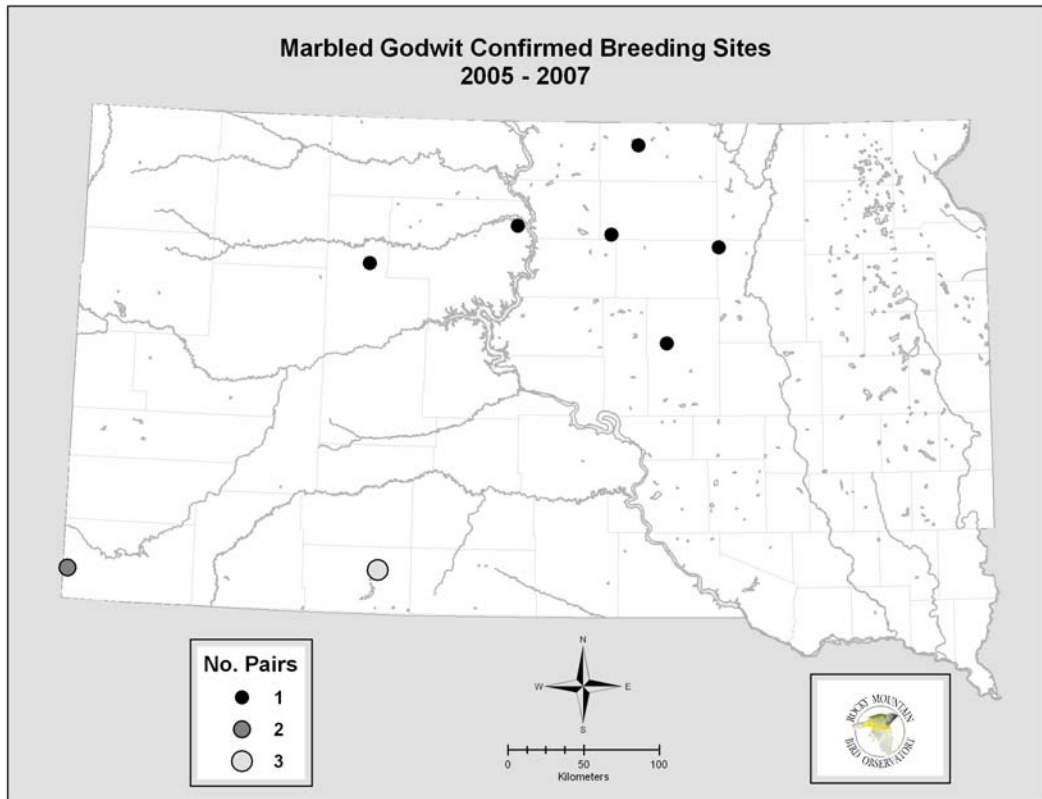 Marbled Godwit Confirmed Breeding Sites
2005 - 2007
No. Pairs
1
2
3
N
W
E
S
0
50
100
Kilometers
ROCKY MOUNTAIN
BIRD OBSERVATORY